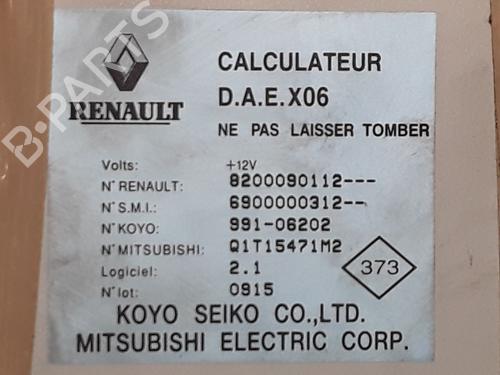 RENAULT
CALCULATEUR
D.A.E.X06
NE PAS LAISSER TOMBER
Volts: +12V
N° RENAULT: 8200090112---
N° S.M.I.: 6900000312--
N° KOYO: 991-06202
N° MITSUBISHI: Q1T15471M2
Logiciel: 2.1
N° lot: 0915
373
KOYO SEIKO CO.,LTD.
MITSUBISHI ELECTRIC CORP.
B-PARTS